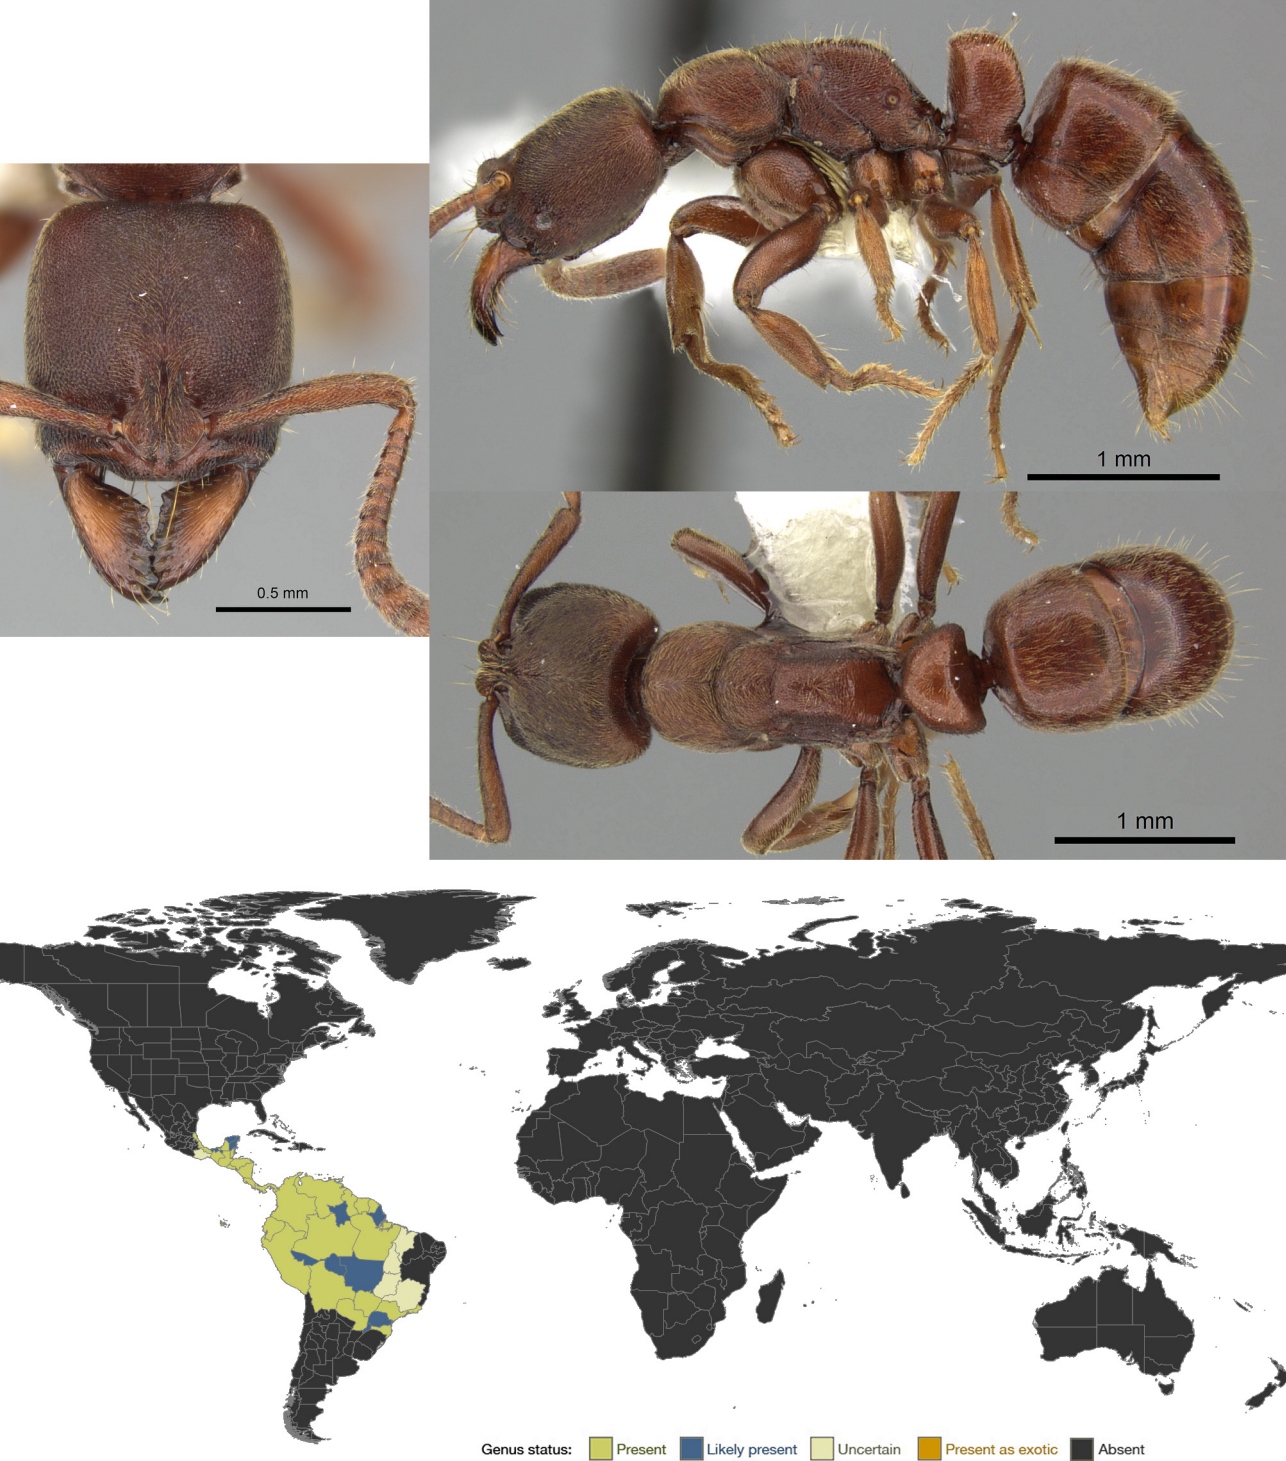 1 mm
0.5 mm
1 mm
Genus status: Present Likely present Uncertain Present as exotic Absent